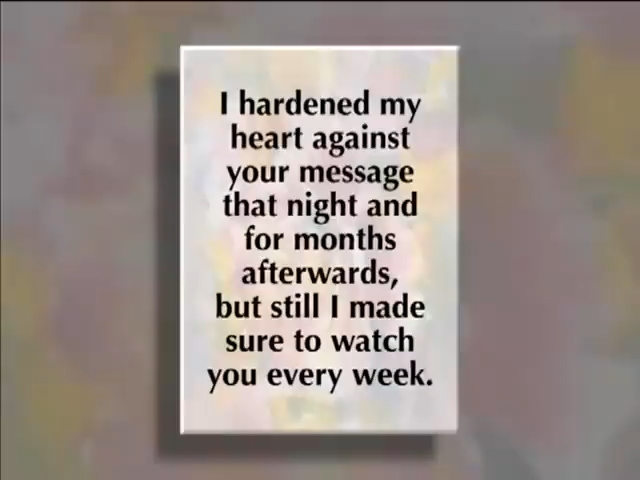 I hardened my
heart against
your message
that night and
for months
afterwards,
but still I made
sure to watch
you every week.